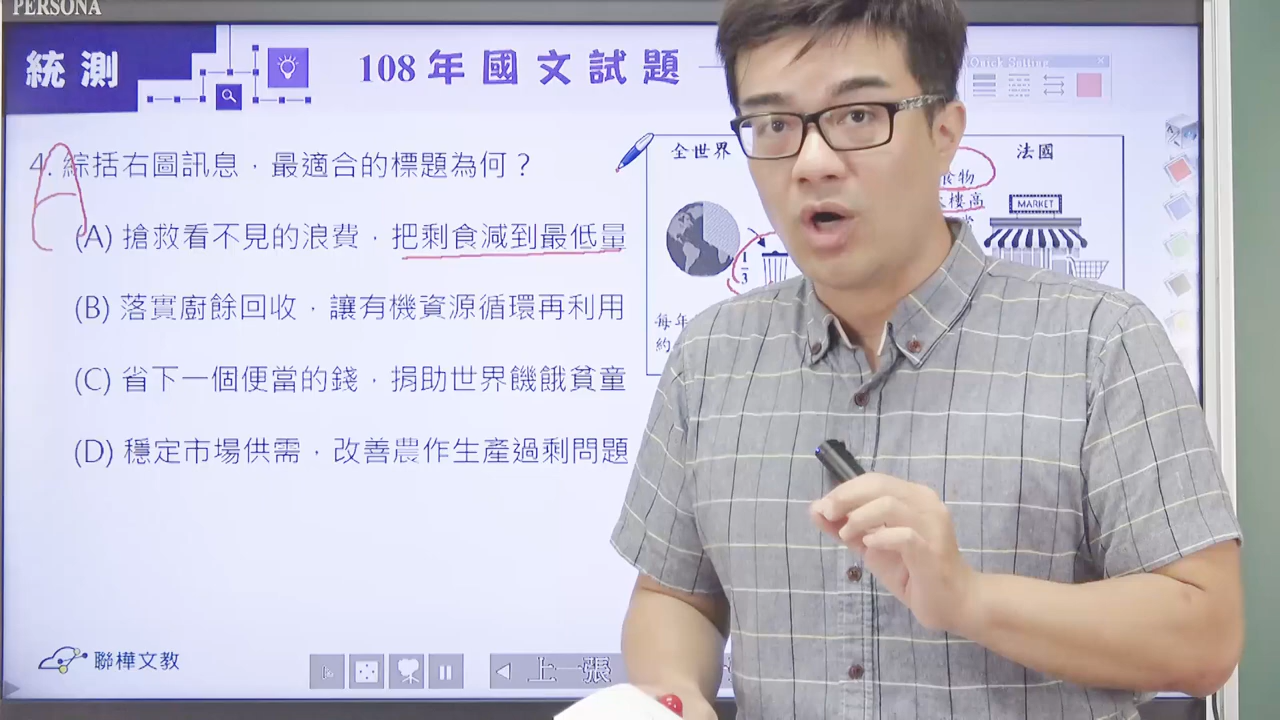 PERSONA
統測
108年國文試題
Quick Setting
A
4. 綜括右圖訊息，最適合的標題為何？
(A) 搶救看不見的浪費，把剩食減到最低量
(B) 落實廚餘回收，讓有機資源循環再利用
(C) 省下一個便當的錢，捐助世界饑餓貧童
(D) 穩定市場供需，改善農作生產過剩問題
全世界
法國
食物
樓高
MARKET
1/3
每年
約
聯樺文教
上一張